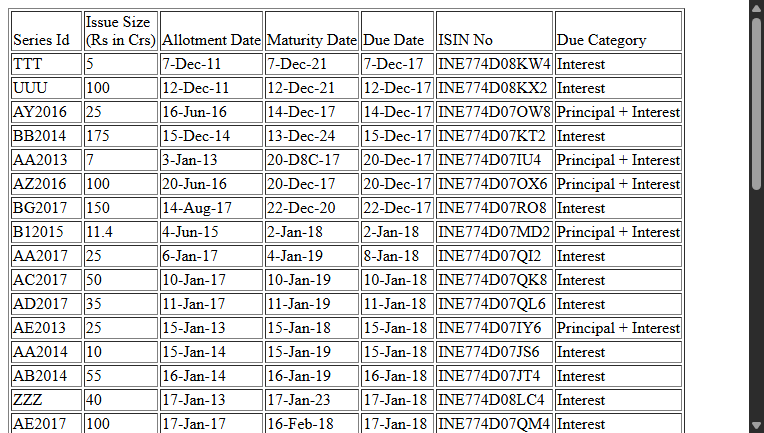 Series Id Issue Size (Rs in Crs) Allotment Date Maturity Date Due Date ISIN No Due Category
TTT 5 7-Dec-11 7-Dec-21 7-Dec-17 INE774D08KW4 Interest
UUU 100 12-Dec-11 12-Dec-21 12-Dec-17 INE774D08KX2 Interest
AY2016 25 16-Jun-16 14-Dec-17 14-Dec-17 INE774D07OW8 Principal + Interest
BB2014 175 15-Dec-14 13-Dec-24 15-Dec-17 INE774D07KT2 Interest
AA2013 7 3-Jan-13 20-D8C-17 20-Dec-17 INE774D07IU4 Principal + Interest
AZ2016 100 20-Jun-16 20-Dec-17 20-Dec-17 INE774D07OX6 Principal + Interest
BG2017 150 14-Aug-17 22-Dec-20 22-Dec-17 INE774D07RO8 Interest
B12015 11.4 4-Jun-15 2-Jan-18 2-Jan-18 INE774D07MD2 Principal + Interest
AA2017 25 6-Jan-17 4-Jan-19 8-Jan-18 INE774D07QI2 Interest
AC2017 50 10-Jan-17 10-Jan-19 10-Jan-18 INE774D07QK8 Interest
AD2017 35 11-Jan-17 11-Jan-19 11-Jan-18 INE774D07QL6 Interest
AE2013 25 15-Jan-13 15-Jan-18 15-Jan-18 INE774D07IY6 Principal + Interest
AA2014 10 15-Jan-14 15-Jan-19 15-Jan-18 INE774D07JS6 Interest
AB2014 55 16-Jan-14 16-Jan-19 16-Jan-18 INE774D07JT4 Interest
ZZZ 40 17-Jan-13 17-Jan-23 17-Jan-18 INE774D08LC4 Interest
AE2017 100 17-Jan-17 16-Feb-18 17-Jan-18 INE774D07QM4 Interest